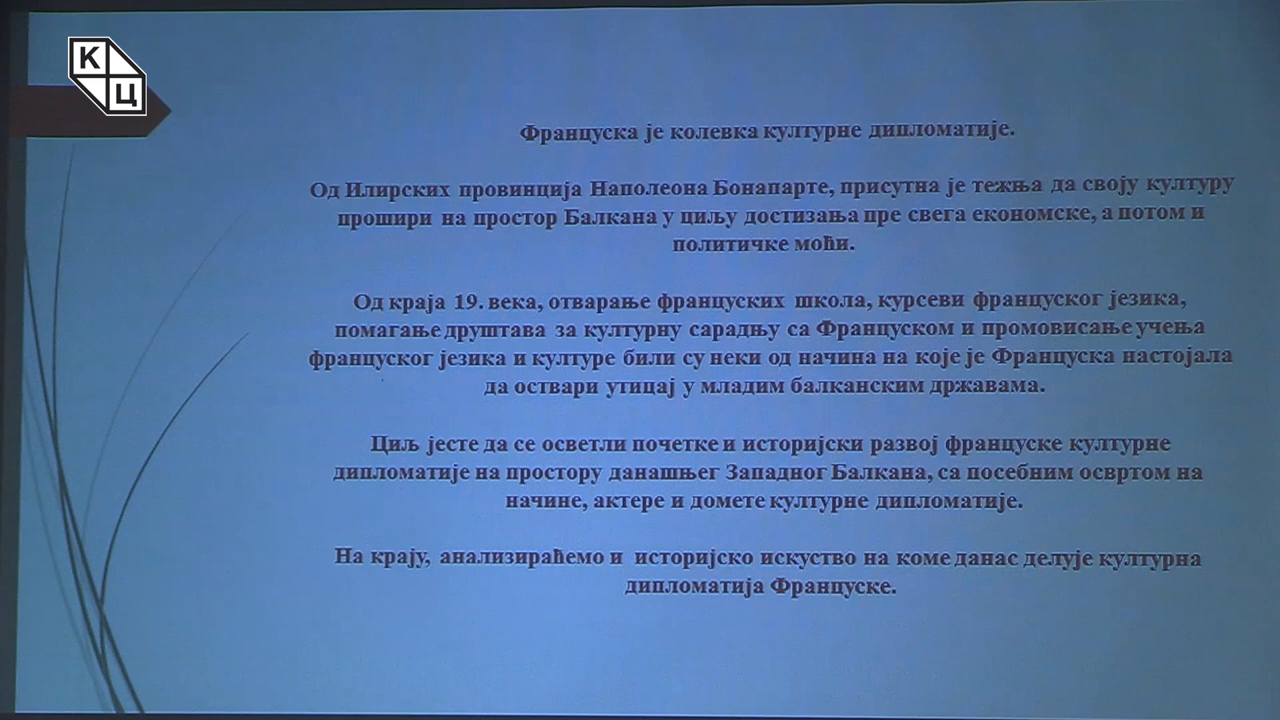 К
Ц
Француска је колевка културне дипломатије.
Од Илирских провинција Наполеона Бонапарте, присутна је тежња да своју културу
прошири на простор Балкана у циљу достизања пре свега економске, а потом и
политичке моћи.
Од краја 19. века, отварање француских школа, курсеви француског језика,
помагање друштава за културну сарадњу са Француском и промовисање учења
француског језика и културе били су неки од начина на које је Француска настојала
да оствари утицај у младим балканским државама.
Циљ јесте да се осветли почетке и историјски развој француске културне
дипломатије на простору данашњег Западног Балкана, са посебним освртом на
начине, актере и домете културне дипломатије.
На крају, анализираћемо и историјско искуство на коме данас делује културна
дипломатија Француске.